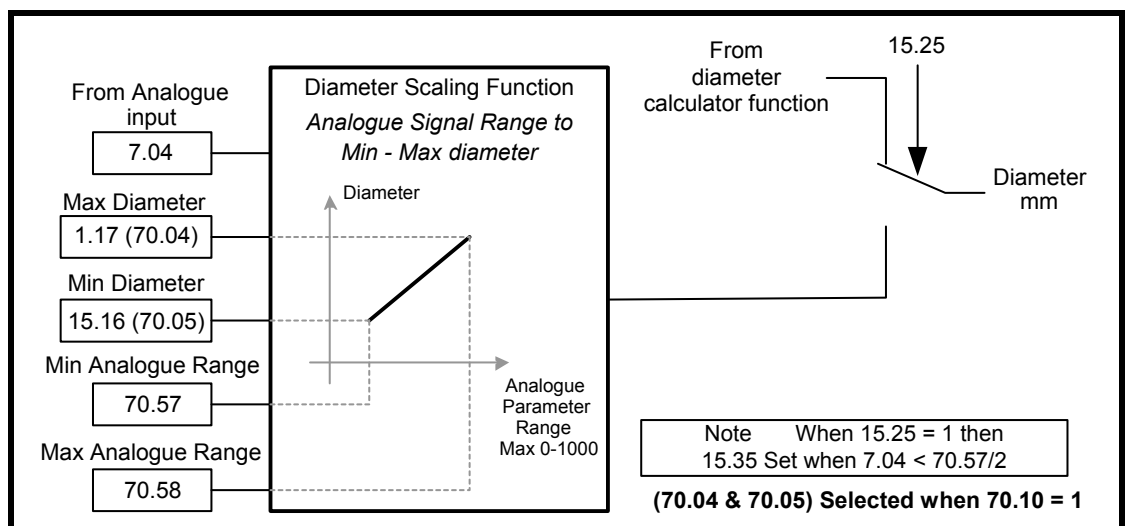 From Analogue
input
7.04
Max Diameter
1.17 (70.04)
Min Diameter
15.16 (70.05)
Min Analogue Range
70.57
Max Analogue Range
70.58
Diameter Scaling Function
Analogue Signal Range to
Min - Max diameter
Diameter
Analogue
Parameter
Range
Max 0-1000
From
diameter
calculator function
15.25
Diameter
mm
Note When 15.25 = 1 then
15.35 Set when 7.04 < 70.57/2
(70.04 & 70.05) Selected when 70.10 = 1